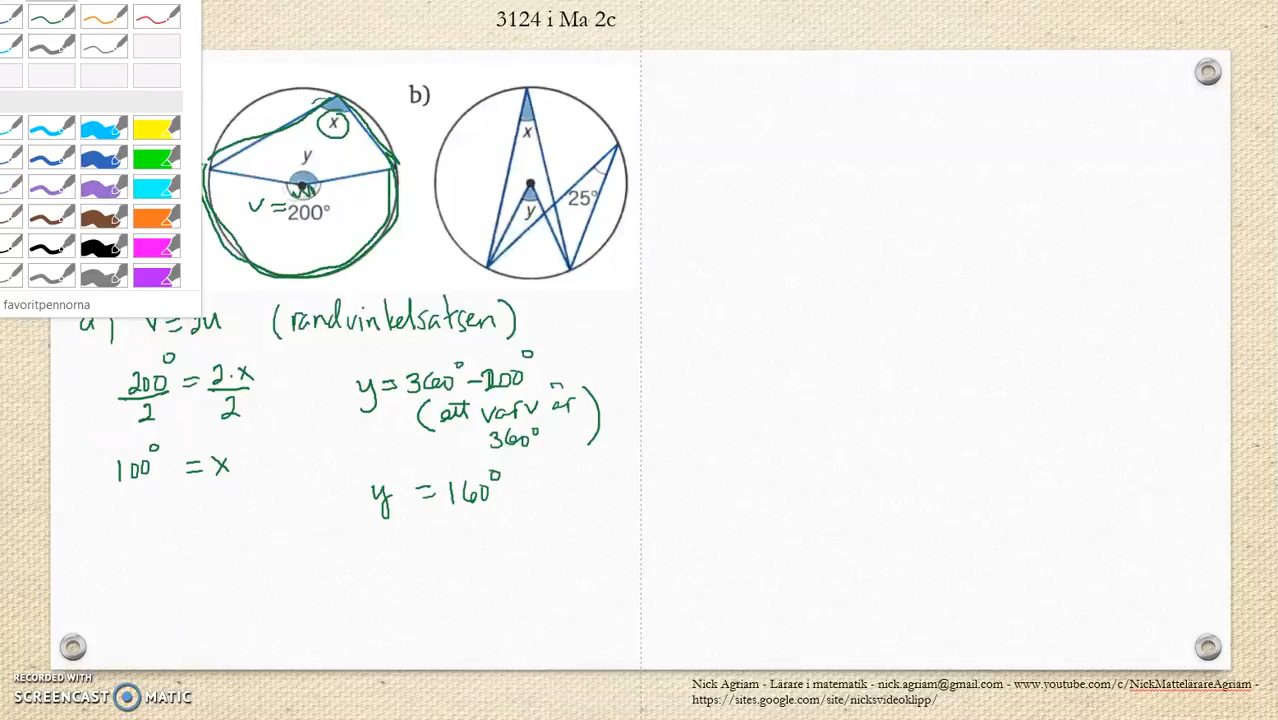 3124 i Ma 2c
b)
x
y
v = 200°
x
y
25°
favoritpennorna
a) v = 2u (randvinkelsatsen)
200°/2 = 2·x/2
y = 360° - 200°
(ett varv är
360°)
100° = x
y = 160°
RECORDED WITH
SCREENCAST MATIC
Nick Agriam - Lärare i matematik - nick.agriam@gmail.com - www.youtube.com/c/NickMattelärareAgriam -
https://sites.google.com/site/nicksvideoklipp/